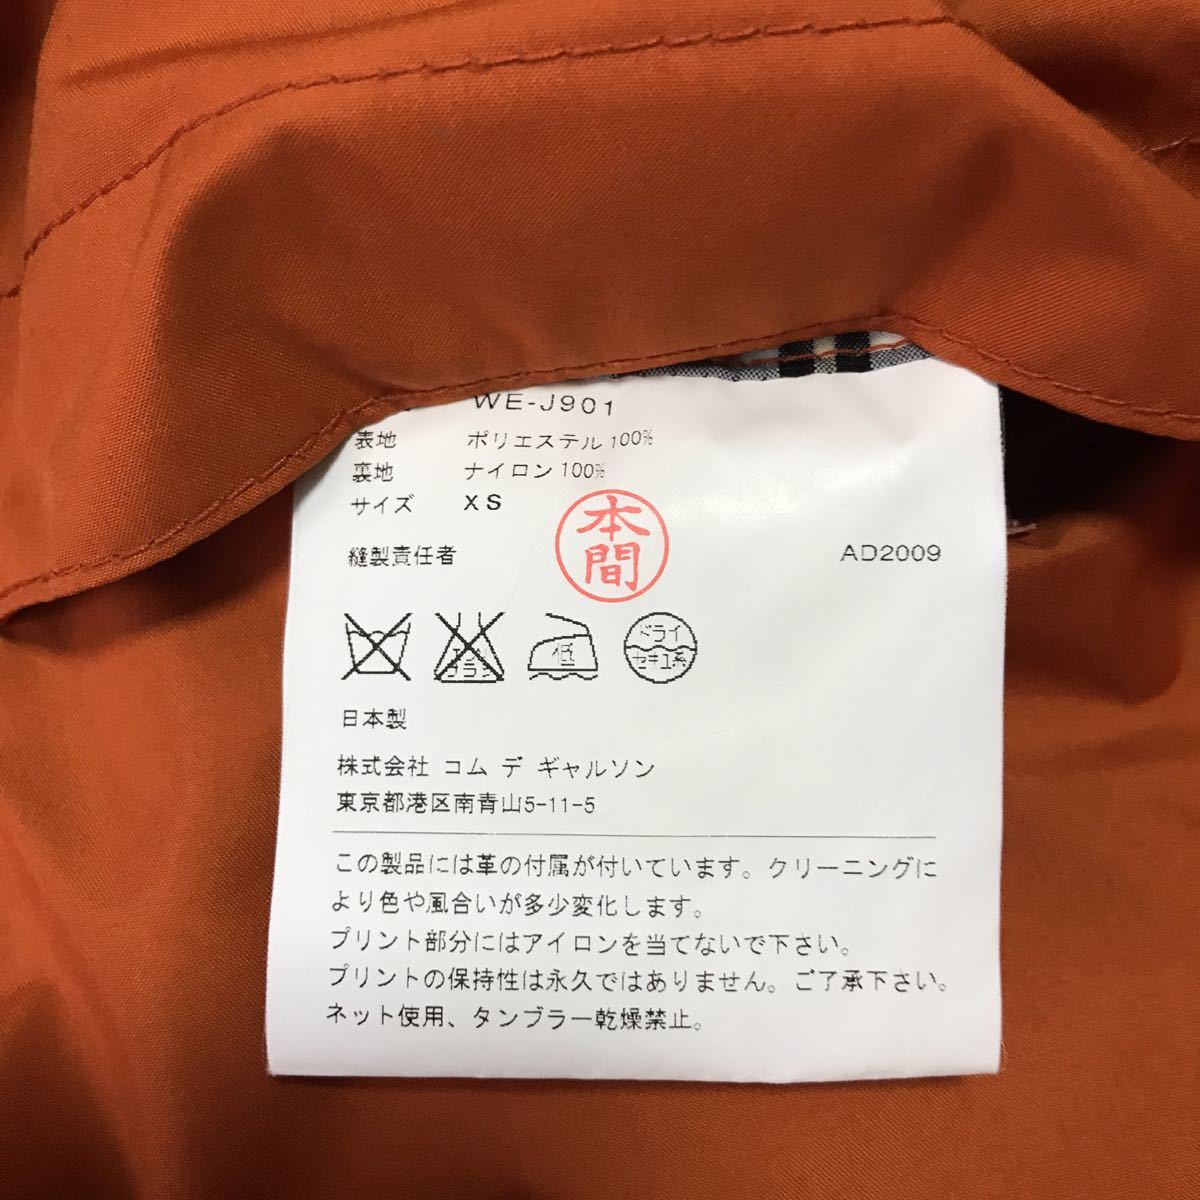 WE-J901
表地 ポリエステル 100%
裏地 ナイロン 100%
サイズ XS
本間
縫製責任者 AD2009
低 ドライ
セキユ系
日本製
株式会社 コム デ ギャルソン
東京都港区南青山5-11-5
この製品には革の付属が付いています。クリーニングに
より色や風合いが多少変化します。
プリント部分にはアイロンを当てないで下さい。
プリントの保持性は永久ではありません。ご了承下さい。
ネット使用、タンブラー乾燥禁止。